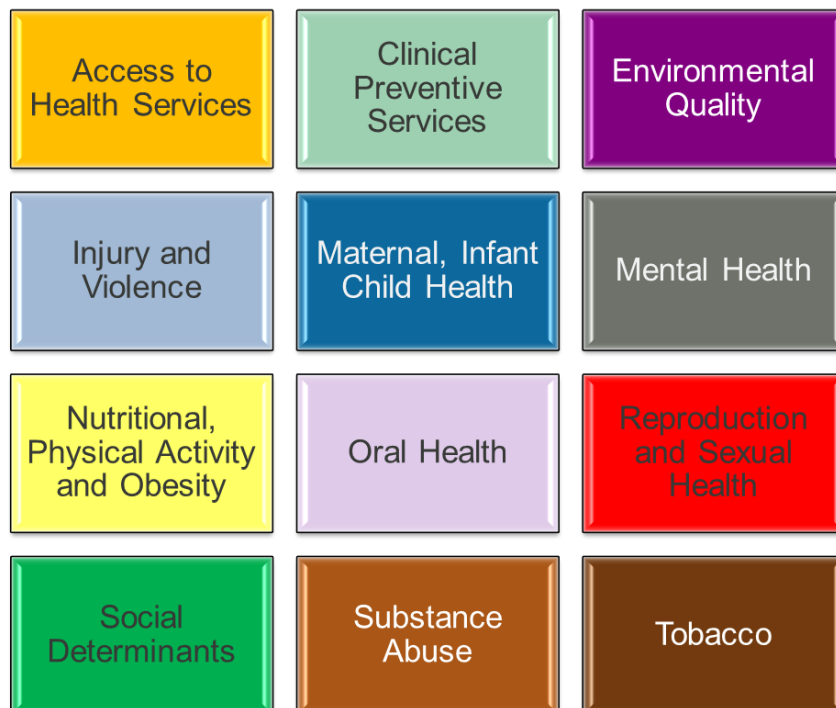 Access to
Health Services
Clinical
Preventive
Services
Environmental
Quality
Injury and
Violence
Maternal, Infant
Child Health
Mental Health
Nutritional,
Physical Activity
and Obesity
Oral Health
Reproduction
and Sexual
Health
Social
Determinants
Substance
Abuse
Tobacco